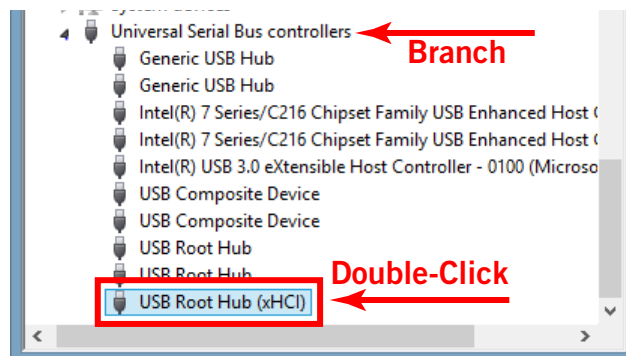 System devices
Universal Serial Bus controllers
Branch
Generic USB Hub
Generic USB Hub
Intel(R) 7 Series/C216 Chipset Family USB Enhanced Host
Intel(R) 7 Series/C216 Chipset Family USB Enhanced Host
Intel(R) USB 3.0 eXtensible Host Controller - 0100 (Microso
USB Composite Device
USB Composite Device
USB Root Hub
USB Root Hub
Double-Click
USB Root Hub (xHCI)